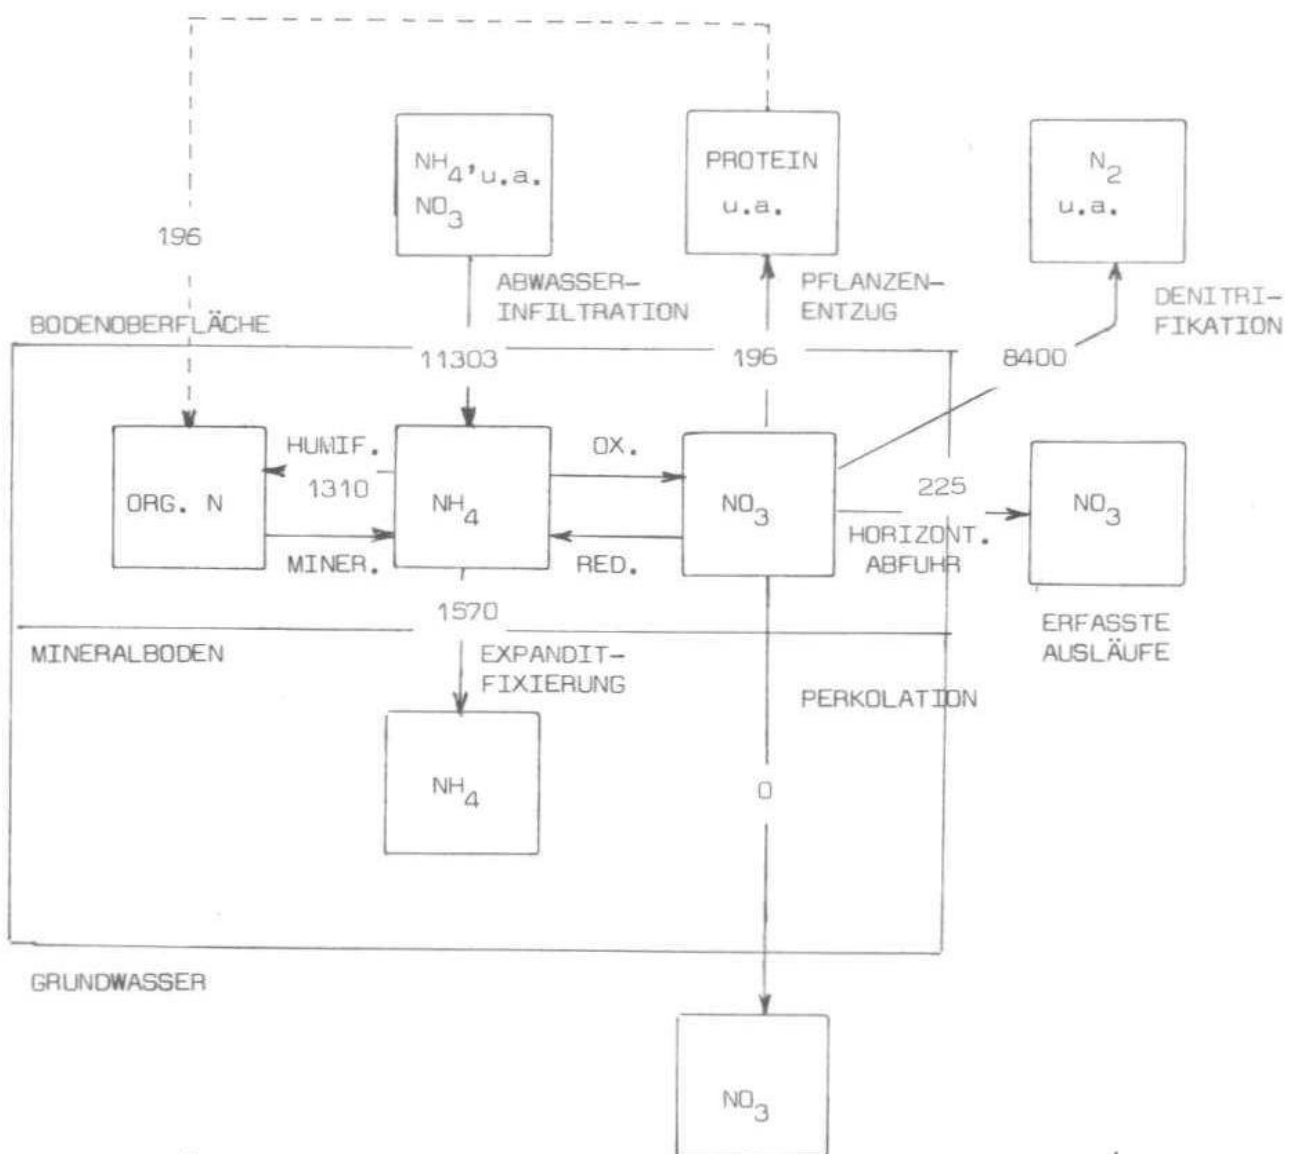 NH4, u.a.
NO3
PROTEIN
u.a.
N2
u.a.
196
ABWASSER-
INFILTRATION
PFLANZEN-
ENTZUG
DENITRI-
FIKATION
BODENOBERFLÄCHE
11303
196
8400
HUMIF.
OX.
1310
225
ORG. N
NH4
NO3
NO3
MINER.
RED.
HORIZONT.
ABFUHR
1570
ERFASSTE
AUSLÄUFE
MINERALBODEN
EXPANDIT-
FIXIERUNG
PERKOLATION
NH4
0
GRUNDWASSER
NO3